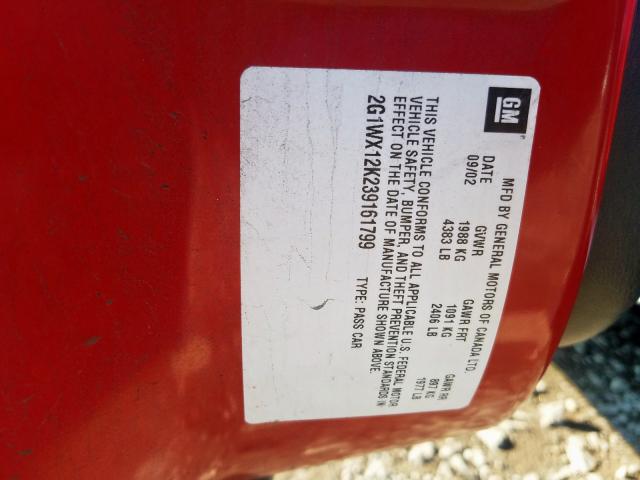 GM
MFD BY GENERAL MOTORS OF CANADA LTD.
DATE GVWR GAWR FRT GAWR RR
09/02 1988 KG 1091 KG 897 KG
4383 LB 2406 LB 1977 LB
THIS VEHICLE CONFORMS TO ALL APPLICABLE U.S. FEDERAL MOTOR
VEHICLE SAFETY, BUMPER, AND THEFT PREVENTION STANDARDS IN
EFFECT ON THE DATE OF MANUFACTURE SHOWN ABOVE.
2G1WX12K239161799 TYPE: PASS CAR